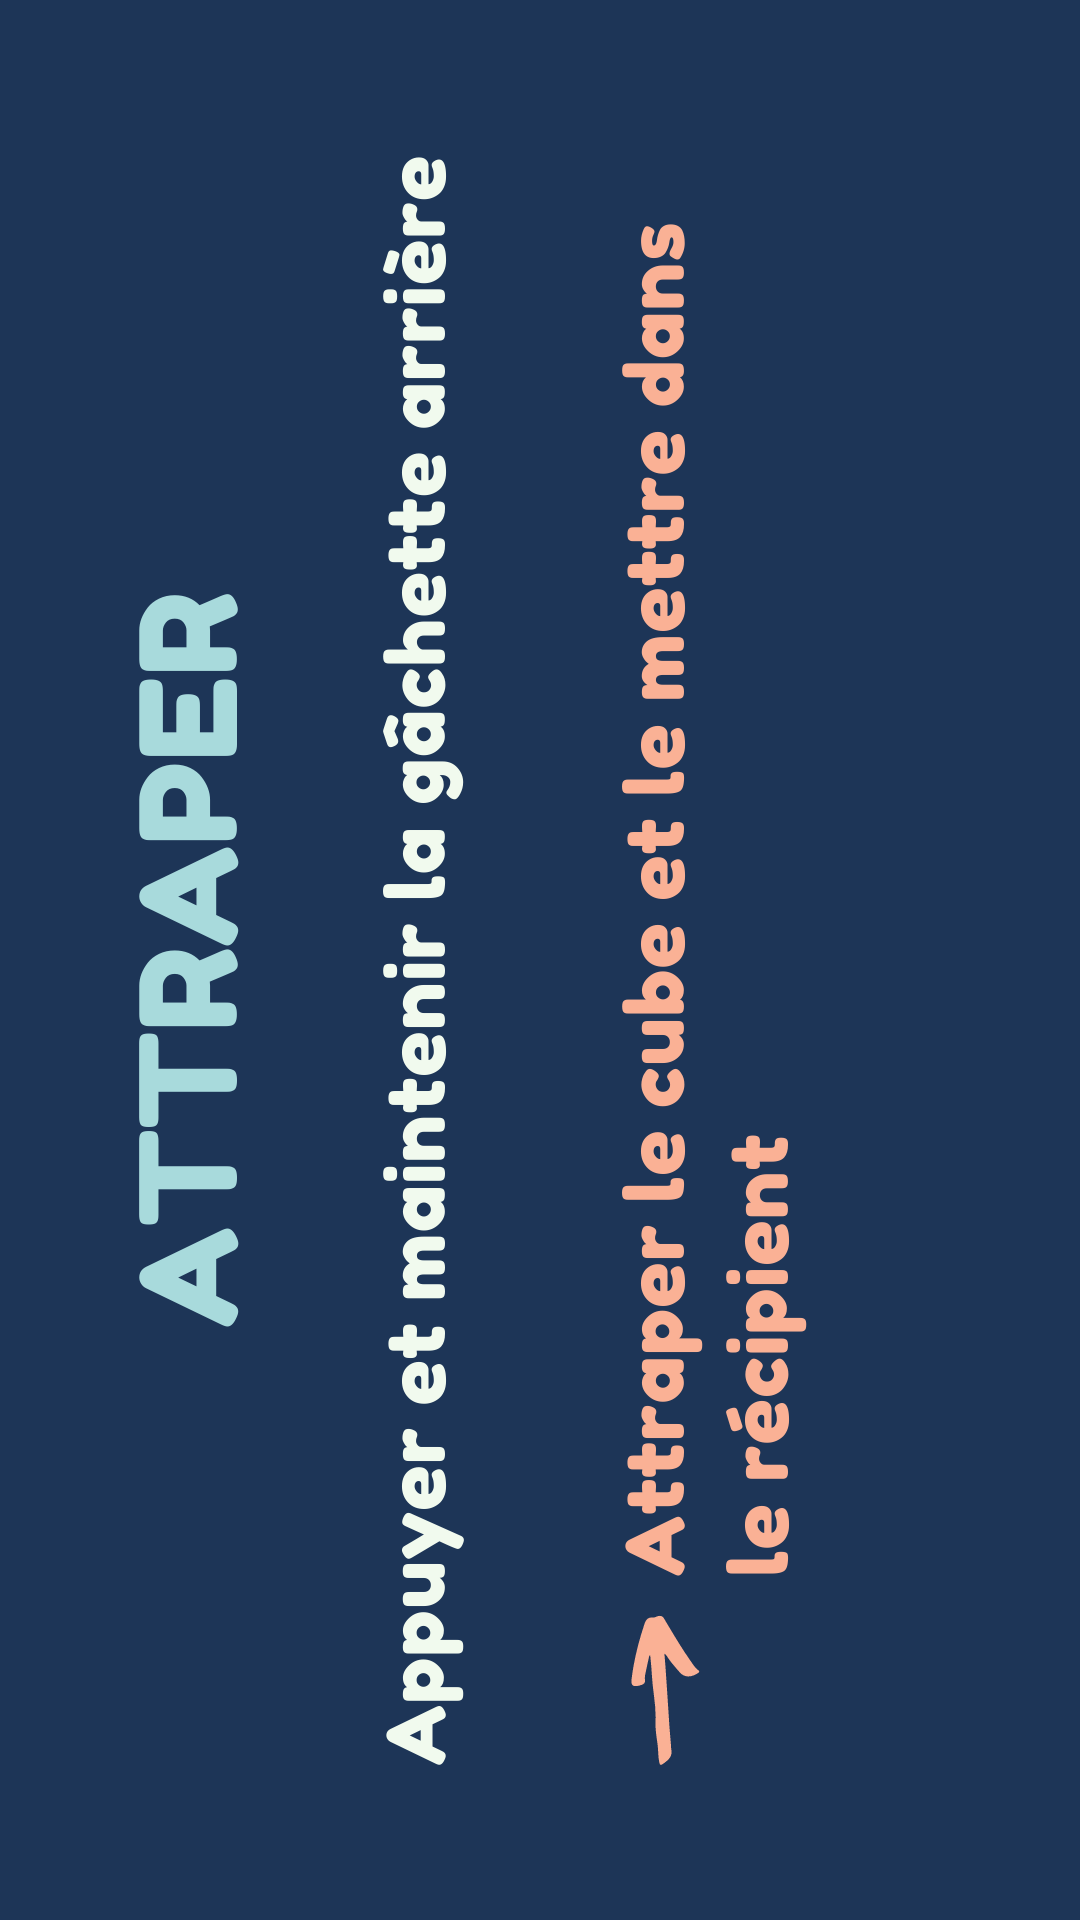 ATTRAPER
Appuyer et maintenir la gâchette arrière
Attraper le cube et le mettre dans
le récipient